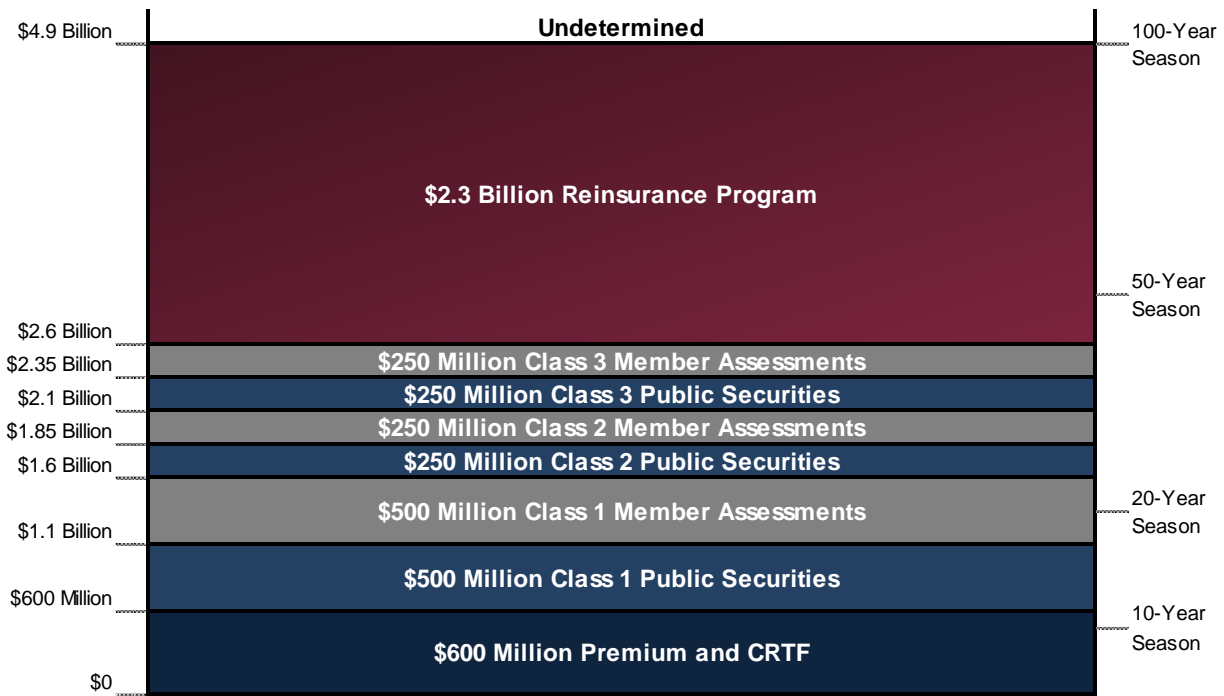 Undetermined
$4.9 Billion
100-Year
Season
$2.3 Billion Reinsurance Program
50-Year
Season
$2.6 Billion
$250 Million Class 3 Member Assessments
$2.35 Billion
$250 Million Class 3 Public Securities
$2.1 Billion
$250 Million Class 2 Member Assessments
$1.85 Billion
$250 Million Class 2 Public Securities
$1.6 Billion
$500 Million Class 1 Member Assessments
20-Year
Season
$1.1 Billion
$500 Million Class 1 Public Securities
$600 Million
10-Year
Season
$600 Million Premium and CRTF
$0